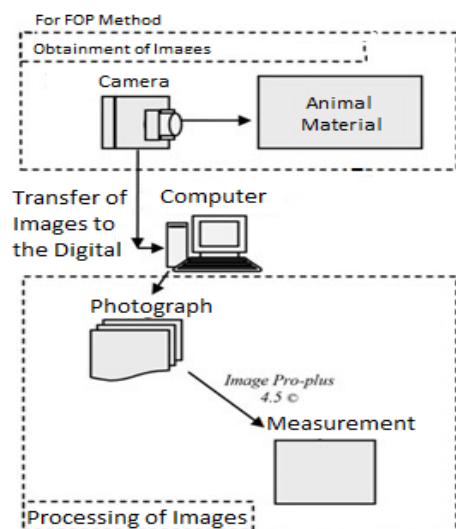 For FOP Method
Obtainment of Images
Camera
Animal
Material
Transfer of
Images to
the Digital
Computer
Photograph
Image Pro-plus
4.5 ©
Measurement
Processing of Images